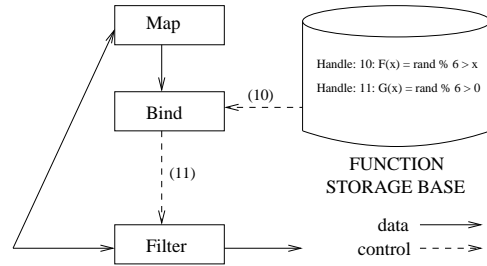 Map
Handle: 10: F(x) = rand % 6 > x
Handle: 11: G(x) = rand % 6 > 0
(10)
Bind
(11)
FUNCTION
STORAGE BASE
data
Filter
control